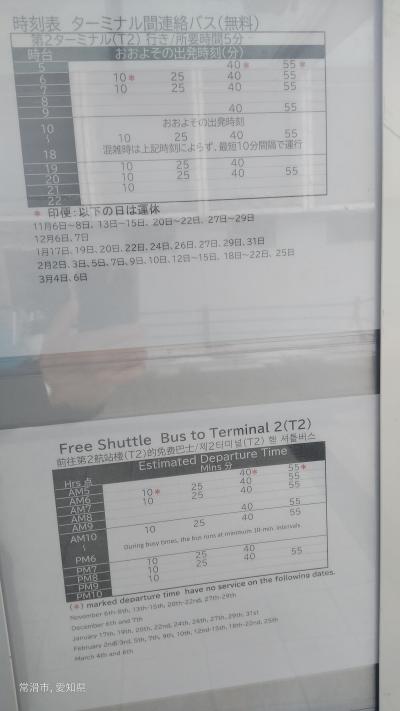 時刻表 ターミナル間連絡バス(無料)
第2ターミナル(T2) 行き/所要時間5分
時台 おおよその出発時刻(分)
5 40* 55*
6 10* 25 40 55
7 10 25 40 55
8
9 40 55
10 おおよその出発時刻
~ 10 25 40 55
18 混雑時は上記時刻によらず、最短10分間隔で運行
19 10 25 40
20 10 25 40 55
21 10
22
* 印便:以下の日は運休
11月6日~8日、13日~15日、20日~22日、27日~29日
12月6日、7日
1月17日、19日、20日、22日、24日、26日、27日、29日、31日
2月2日、3日、5日、7日、9日、10日、12日~15日、18日~22日、25日
3月4日、6日
Free Shuttle Bus to Terminal 2(T2)
前往第2航站楼(T2)的免费巴士/제2터미널(T2) 행 셔틀버스
Estimated Departure Time
Hrs 点 Mins 分
AM5 40* 55*
AM6 10* 25 40 55
AM7 10 25 40 55
AM8
AM9 40 55
AM10 10 25 40 55
~ During busy times, the bus runs at minimum 10-min intervals
PM6
PM7 10 25 40
PM8 10 25 40 55
PM9 10
PM10
(*) marked departure time have no service on the following dates.
November 6th-8th, 13th-15th, 20th-22nd, 27th-29th
December 6th and 7th
January 17th, 19th, 20th, 22nd, 24th, 26th, 27th, 29th, 31st
February 2nd, 3rd, 5th, 7th, 9th, 10th, 12nd-15th, 18th-22nd, 25th
March 4th and 6th
常滑市, 愛知県